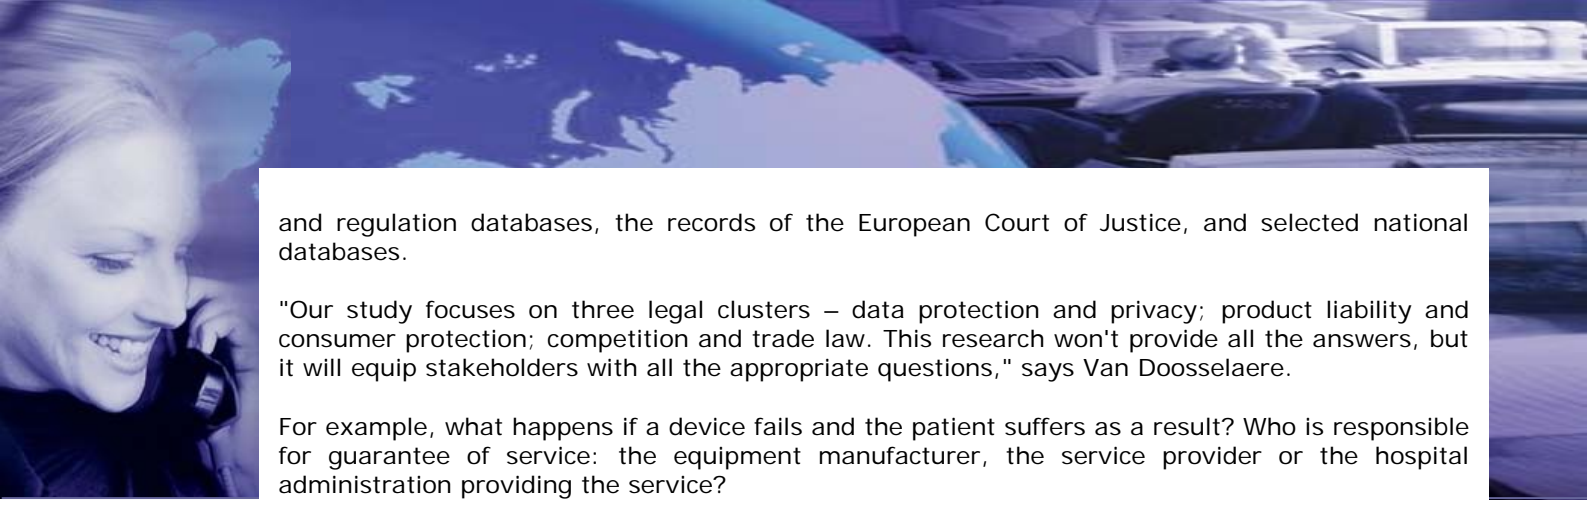 and regulation databases, the records of the European Court of Justice, and selected national
databases.
"Our study focuses on three legal clusters – data protection and privacy; product liability and
consumer protection; competition and trade law. This research won't provide all the answers, but
it will equip stakeholders with all the appropriate questions," says Van Doosselaere.
For example, what happens if a device fails and the patient suffers as a result? Who is responsible
for guarantee of service: the equipment manufacturer, the service provider or the hospital
administration providing the service?